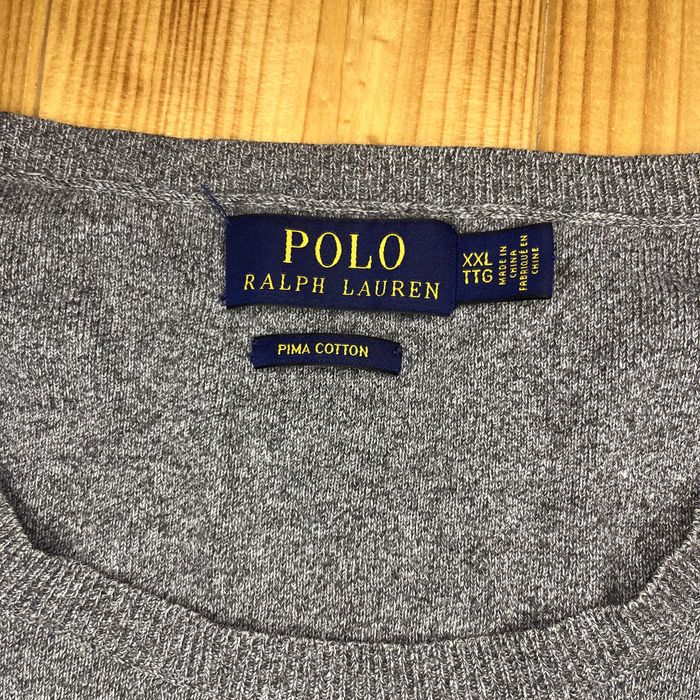 POLO
RALPH LAUREN
XXL
TTG
MADE IN
CHINA
FABRIQUÉ EN
CHINE
PIMA COTTON